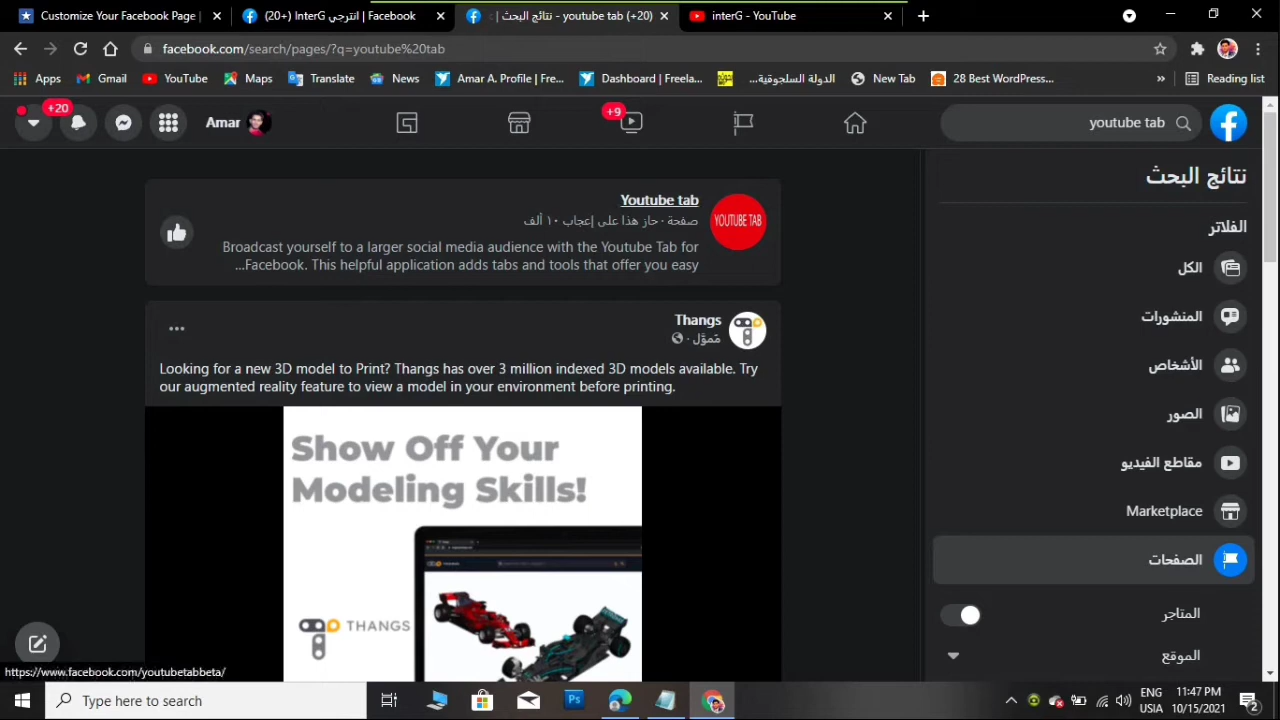 Customize Your Facebook Page |
(20+) InterG انترجي | Facebook
(20+) youtube tab - نتائج البحث |
interG - YouTube
facebook.com/search/pages/?q=youtube%20tab
Apps
Gmail
YouTube
Maps
Translate
News
Amar A. Profile | Fre...
Dashboard | Freela...
الدولة السلجوقية...
New Tab
28 Best WordPress...
»
Reading list
+20
Amar
+9
youtube tab
نتائج البحث
الفلاتر
الكل
المنشورات
الأشخاص
الصور
مقاطع الفيديو
Marketplace
الصفحات
المتاجر
الموقع
Youtube tab
صفحة · حاز هذا على إعجاب ١٠ ألف
Broadcast yourself to a larger social media audience with the Youtube Tab for
Facebook. This helpful application adds tabs and tools that offer you easy...
YOUTUBE TAB
Thangs
مُموَّل ·
Looking for a new 3D model to Print? Thangs has over 3 million indexed 3D models available. Try
our augmented reality feature to view a model in your environment before printing.
Show Off Your
Modeling Skills!
THANGS
https://www.facebook.com/youtubetabbeta/
Type here to search
Ps
ENG
USIA
11:47 PM
10/15/2021
2